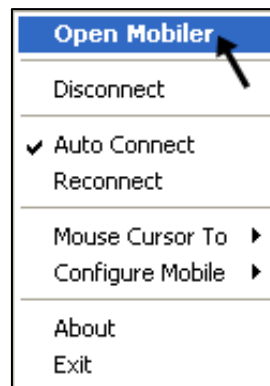 Open Mobiler
Disconnect
Auto Connect
Reconnect
Mouse Cursor To
Configure Mobile
About
Exit